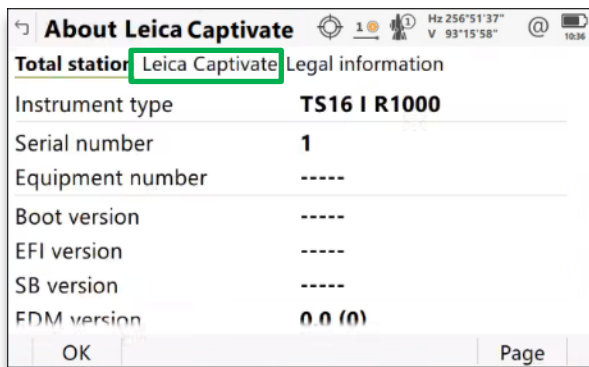 About Leica Captivate 1 1 Hz 256°51'37"
V 93°15'58" @ 10:36
Total station Leica Captivate Legal information
Instrument type TS16 I R1000
Serial number 1
Equipment number -----
Boot version -----
EFI version -----
SB version -----
EDM version 0.0 (0)
OK Page